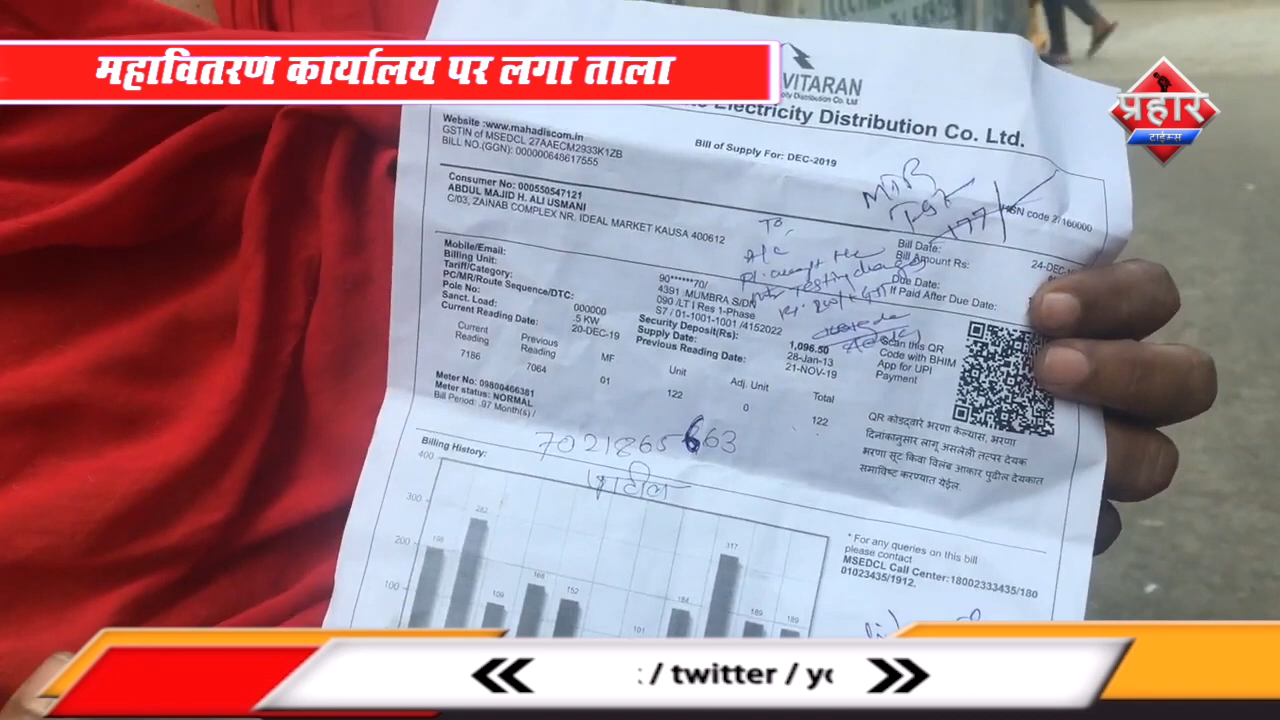 महावितरण कार्यालय पर लगा ताला
प्रहार
टाईम्स
VITARAN
Electricity Distribution Co. Ltd.
Website :www.mahadiscom.in
GSTIN of MSEDCL 27AAECM2933K1ZB
BILL NO.(GGN): 000000648617555
Bill of Supply For: DEC-2019
HSN code 27160000
Consumer No: 000550547121
ABDUL MAJID H. ALI USMANI
C/03, ZAINAB COMPLEX NR. IDEAL MARKET KAUSA 400612
To,
A/c
Bill Date: 24-DEC-
Bill Amount Rs:
Due Date:
If Paid After Due Date:
Mobile/Email: 90******70/
Billing Unit: 4391 :MUMBRA S/DN
Tariff/Category: 090 /LT I Res 1-Phase
PC/MR/Route Sequence/DTC: S7 / 01-1001-1001 /4152022
Pole No: 000000
Sanct. Load: .5 KW
Current Reading Date: 20-DEC-19
Security Deposit(Rs): 1,096.50
Supply Date: 28-Jan-13
Previous Reading Date: 21-NOV-19
Scan this QR
Code with BHIM
App for UPI
Payment
Current Reading Previous Reading MF Unit Adj. Unit Total
7186 7064 01 122 0 122
Meter No: 09800466381
Meter status: NORMAL
Bill Period: .97 Month(s) /
QR कोडद्वारे भरणा केल्यास, भरणा
दिनांकानुसार लागू असलेली तत्पर देयक
भरणा सूट किंवा विलंब आकार पुढील देयकात
समाविष्ट करण्यात येईल.
7021865663
पाटील
Billing History:
400
300
200
100
198 282 109 166 152 101 184 317 189 189
* For any queries on this bill
please contact
MSEDCL Call Center:18002333435/180
01023435/1912.
/ twitter /